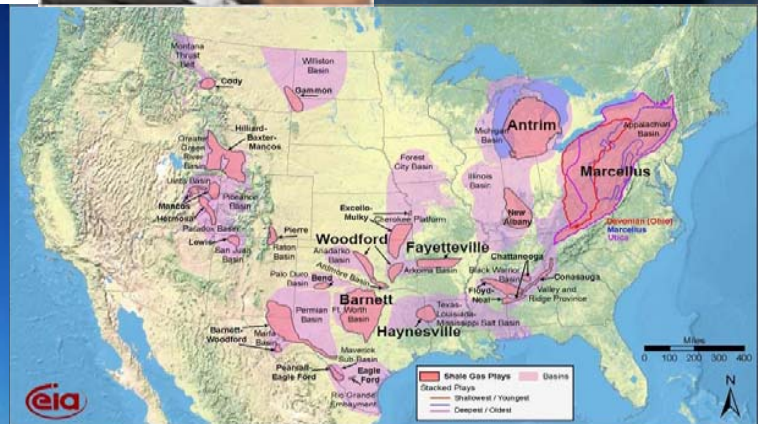 Montana
Thrust
Belt
Cody
Williston
Basin
Gammon
Hilliard-
Baxter-
Mancos
Greater
Green
River
Basin
Uinta Basin
Piceance
Basin
Mancos
Hermosa
Paradox Basin
Lewis
San Juan
Basin
Pierre
Raton
Basin
Antrim
Michigan
Basin
Appalachian
Basin
Marcellus
Devonian (Ohio)
Marcellus
Utica
Forest
City Basin
Illinois
Basin
New
Albany
Excello-
Mulky
Cherokee Platform
Woodford
Fayetteville
Anadarko
Basin
Ardmore Basin
Arkoma Basin
Palo Duro
Basin
Bend
Chattanooga
Black Warrior
Basin
Conasauga
Floyd-
Neal
Valley and
Ridge Province
Barnett
Permian
Basin
Ft. Worth
Basin
Haynesville
Texas-
Louisiana-
Mississippi Salt Basin
Barnett-
Woodford
Marfa
Basin
Pearsall-
Eagle Ford
Maverick
Sub-Basin
Eagle
Ford
Rio Grande
Embayment
Miles
0 100 200 300 400
N
Shale Gas Plays
Basins
Stacked Plays
Shallowest / Youngest
Deepest / Oldest
eia